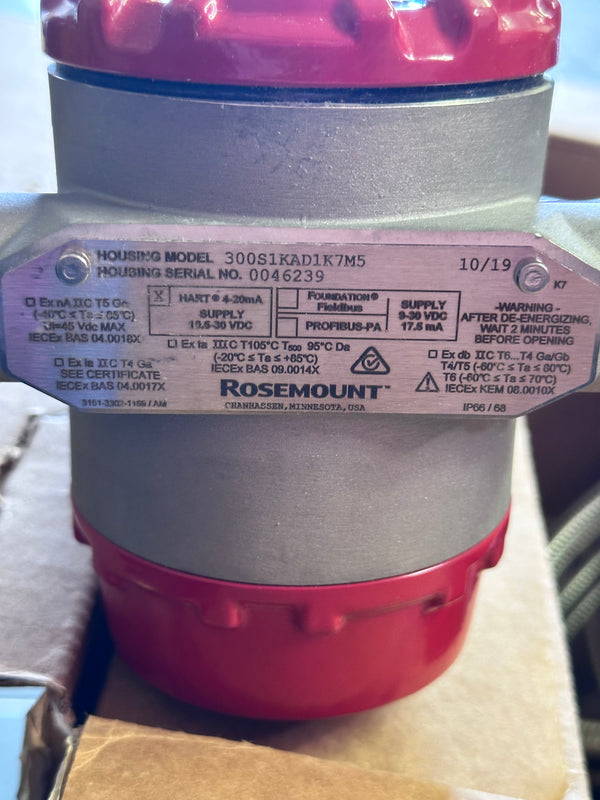 HOUSING MODEL 300S1KAD1K7M5
HOUSING SERIAL NO. 0046239
10/19
K7
Ex nA IIC T5 Gc
(-40°C ≤ Ta ≤ 85°C)
Ui=45 Vdc MAX
IECEx BAS 04.0018X
X HART® 4-20mA
SUPPLY
10.5-30 VDC
FOUNDATION®
Fieldbus
PROFIBUS-PA
SUPPLY
9-30 VDC
17.5 mA
-WARNING-
AFTER DE-ENERGIZING,
WAIT 2 MINUTES
BEFORE OPENING
Ex ia IIC T4 Ga
SEE CERTIFICATE
IECEx BAS 04.0017X
Ex ta IIIC T105°C T500 95°C Da
(-20°C ≤ Ta ≤ +85°C)
IECEx BAS 09.0014X
Ex db IIC T6...T4 Ga/Gb
T4/T5 (-60°C ≤ Ta ≤ 80°C)
T6 (-60°C ≤ Ta ≤ 70°C)
IECEx KEM 08.0010X
ROSEMOUNT™
CHANHASSEN, MINNESOTA, USA
IP66 / 68